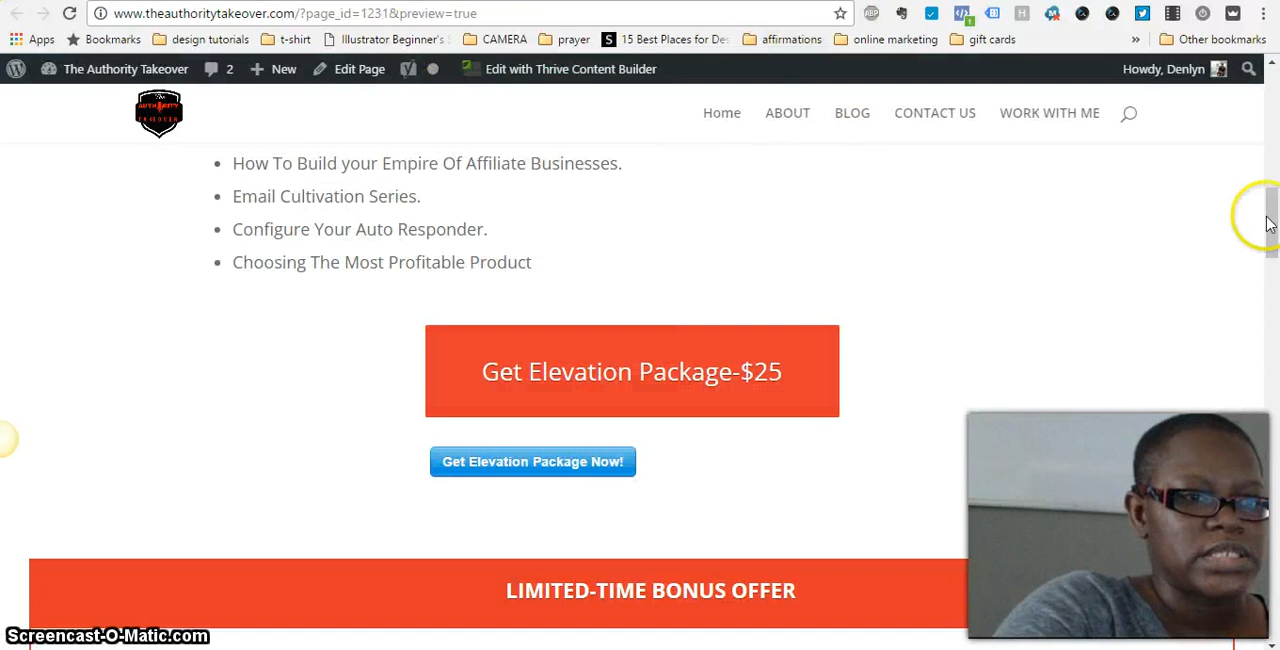 www.theauthoritytakeover.com/?page_id=1231&preview=true
Apps Bookmarks design tutorials t-shirt Illustrator Beginner's CAMERA prayer S 15 Best Places for De affirmations online marketing gift cards » Other bookmarks
The Authority Takeover 2 New Edit Page Edit with Thrive Content Builder Howdy, Denlyn
The
AUTHORITY
TAKEOVER
Home ABOUT BLOG CONTACT US WORK WITH ME
• How To Build your Empire Of Affiliate Businesses.
• Email Cultivation Series.
• Configure Your Auto Responder.
• Choosing The Most Profitable Product
Get Elevation Package-$25
Get Elevation Package Now!
LIMITED-TIME BONUS OFFER
Screencast-O-Matic.com